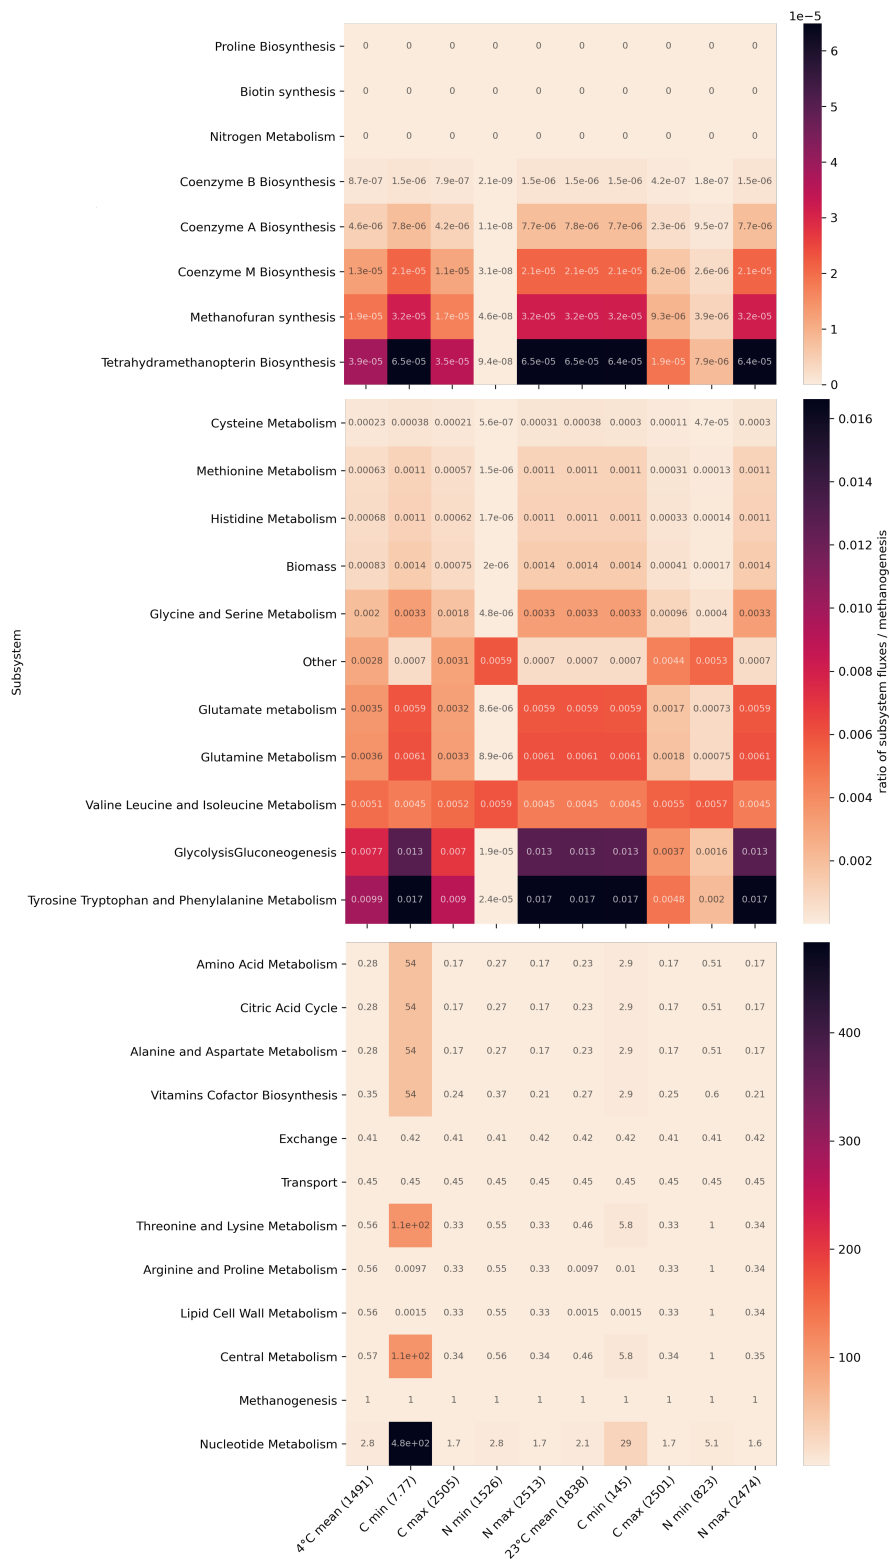 1e−5
Proline Biosynthesis 0 0 0 0 0 0 0 0 0 0
6
Biotin synthesis 0 0 0 0 0 0 0 0 0 0
5
Nitrogen Metabolism 0 0 0 0 0 0 0 0 0 0
4
Coenzyme B Biosynthesis 8.7e-07 1.5e-06 7.9e-07 2.1e-09 1.5e-06 1.5e-06 1.5e-06 4.2e-07 1.8e-07 1.5e-06
3
Coenzyme A Biosynthesis 4.6e-06 7.8e-06 4.2e-06 1.1e-08 7.7e-06 7.8e-06 7.7e-06 2.3e-06 9.5e-07 7.7e-06
2
Coenzyme M Biosynthesis 1.3e-05 2.1e-05 1.1e-05 3.1e-08 2.1e-05 2.1e-05 2.1e-05 6.2e-06 2.6e-06 2.1e-05
1
Methanofuran synthesis 1.9e-05 3.2e-05 1.7e-05 4.6e-08 3.2e-05 3.2e-05 3.2e-05 9.3e-06 3.9e-06 3.2e-05
Tetrahydramethanopterin Biosynthesis 3.9e-05 6.5e-05 3.5e-05 9.4e-08 6.5e-05 6.5e-05 6.4e-05 1.9e-05 7.9e-06 6.4e-05
0
Cysteine Metabolism 0.00023 0.00038 0.00021 5.6e-07 0.00031 0.00038 0.0003 0.00011 4.7e-05 0.0003
0.016
Methionine Metabolism 0.00063 0.0011 0.00057 1.5e-06 0.0011 0.0011 0.0011 0.00031 0.00013 0.0011
0.014
Histidine Metabolism 0.00068 0.0011 0.00062 1.7e-06 0.0011 0.0011 0.0011 0.00033 0.00014 0.0011
0.012
Biomass 0.00083 0.0014 0.00075 2e-06 0.0014 0.0014 0.0014 0.00041 0.00017 0.0014
0.010
Glycine and Serine Metabolism 0.002 0.0033 0.0018 4.8e-06 0.0033 0.0033 0.0033 0.00096 0.0004 0.0033
0.008
Other 0.0028 0.0007 0.0031 0.0059 0.0007 0.0007 0.0007 0.0044 0.0053 0.0007
Subsystem
ratio of subsystem fluxes / methanogenesis
Glutamate metabolism 0.0035 0.0059 0.0032 8.6e-06 0.0059 0.0059 0.0059 0.0017 0.00073 0.0059
0.006
Glutamine Metabolism 0.0036 0.0061 0.0033 8.9e-06 0.0061 0.0061 0.0061 0.0018 0.00075 0.0061
0.004
Valine Leucine and Isoleucine Metabolism 0.0051 0.0045 0.0052 0.0059 0.0045 0.0045 0.0045 0.0055 0.0057 0.0045
GlycolysisGluconeogenesis 0.0077 0.013 0.007 1.9e-05 0.013 0.013 0.013 0.0037 0.0016 0.013
0.002
Tyrosine Tryptophan and Phenylalanine Metabolism 0.0099 0.017 0.009 2.4e-05 0.017 0.017 0.017 0.0048 0.002 0.017
Amino Acid Metabolism 0.28 54 0.17 0.27 0.17 0.23 2.9 0.17 0.51 0.17
Citric Acid Cycle 0.28 54 0.17 0.27 0.17 0.23 2.9 0.17 0.51 0.17
400
Alanine and Aspartate Metabolism 0.28 54 0.17 0.27 0.17 0.23 2.9 0.17 0.51 0.17
Vitamins Cofactor Biosynthesis 0.35 54 0.24 0.37 0.21 0.27 2.9 0.25 0.6 0.21
Exchange 0.41 0.42 0.41 0.41 0.42 0.42 0.42 0.41 0.41 0.42
300
Transport 0.45 0.45 0.45 0.45 0.45 0.45 0.45 0.45 0.45 0.45
Threonine and Lysine Metabolism 0.56 1.1e+02 0.33 0.55 0.33 0.46 5.8 0.33 1 0.34
200
Arginine and Proline Metabolism 0.56 0.0097 0.33 0.55 0.33 0.0097 0.01 0.33 1 0.34
Lipid Cell Wall Metabolism 0.56 0.0015 0.33 0.55 0.33 0.0015 0.0015 0.33 1 0.34
Central Metabolism 0.57 1.1e+02 0.34 0.56 0.34 0.46 5.8 0.34 1 0.35
100
Methanogenesis 1 1 1 1 1 1 1 1 1 1
Nucleotide Metabolism 2.8 4.8e+02 1.7 2.8 1.7 2.1 29 1.7 5.1 1.6
4°C mean (1491)
C min (7.77)
C max (2505)
N min (1526)
N max (2513)
23°C mean (1838)
C min (145)
C max (2501)
N min (823)
N max (2474)